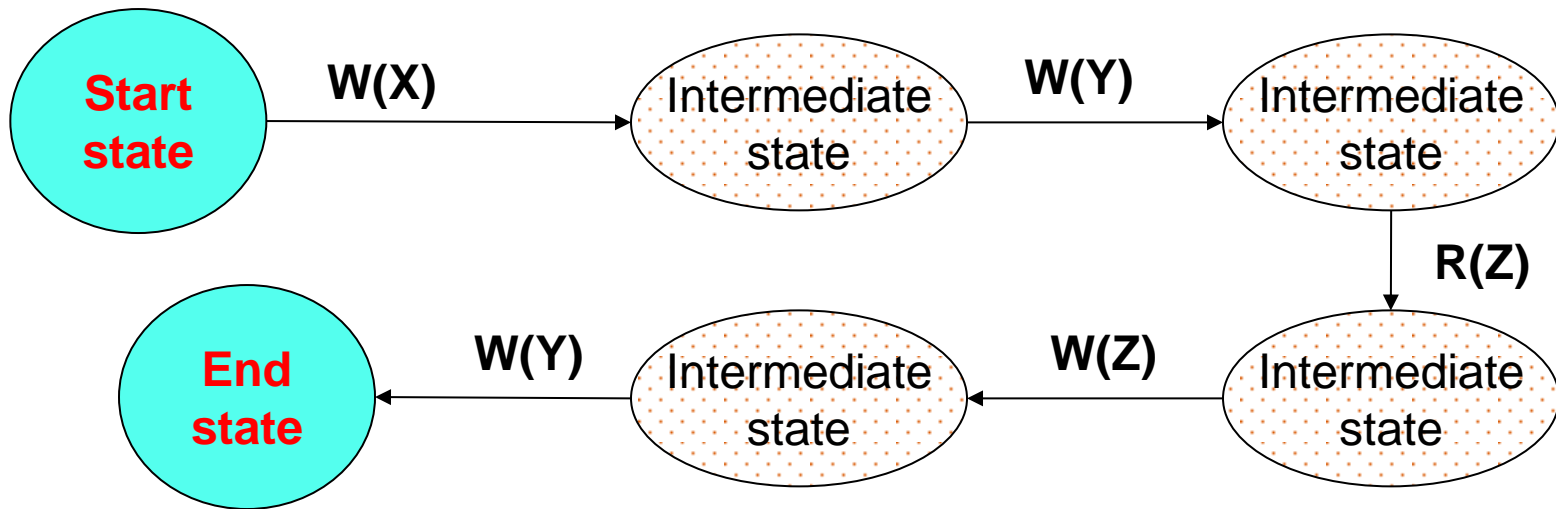 Start
state
W(X)
Intermediate
state
W(Y)
Intermediate
state
R(Z)
Intermediate
state
W(Z)
Intermediate
state
W(Y)
End
state